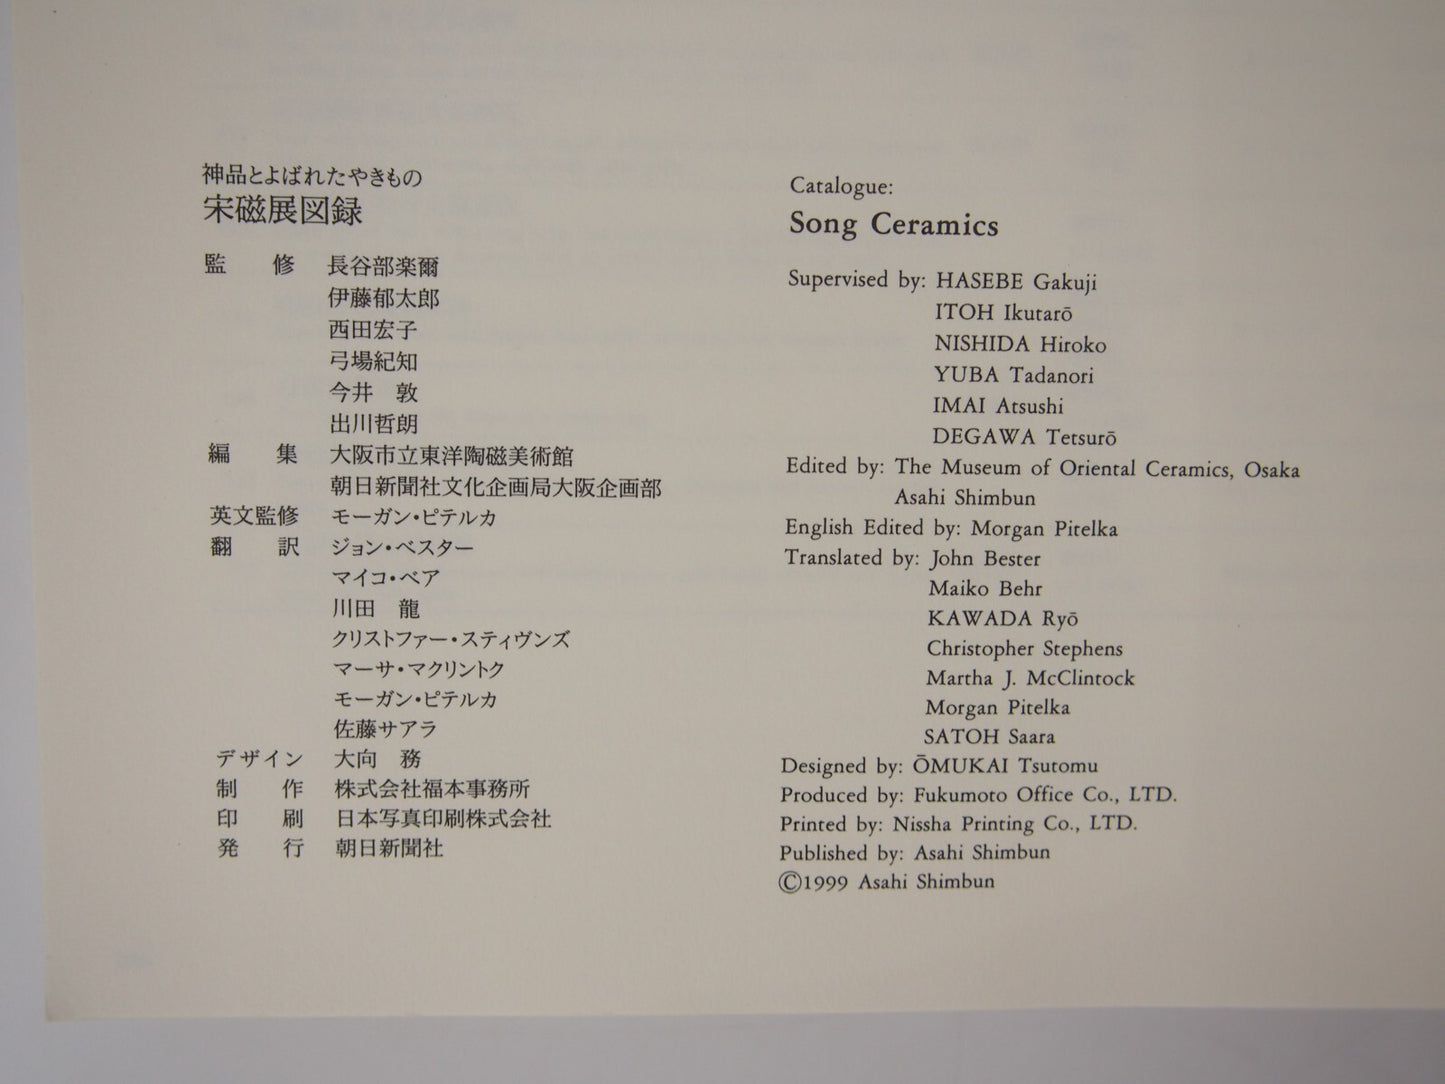 神品とよばれたやきもの
宋磁展図録
監　修　長谷部楽爾
伊藤郁太郎
西田宏子
弓場紀知
今井　敦
出川哲朗
編　集　大阪市立東洋陶磁美術館
朝日新聞社文化企画局大阪企画部
英文監修　モーガン・ピテルカ
翻　訳　ジョン・ベスター
マイコ・ベア
川田　龍
クリストファー・スティヴンズ
マーサ・マクリントク
モーガン・ピテルカ
佐藤サアラ
デザイン　大向　務
制　作　株式会社福本事務所
印　刷　日本写真印刷株式会社
発　行　朝日新聞社
Catalogue:
Song Ceramics
Supervised by: HASEBE Gakuji
ITOH Ikutarō
NISHIDA Hiroko
YUBA Tadanori
IMAI Atsushi
DEGAWA Tetsurō
Edited by: The Museum of Oriental Ceramics, Osaka
Asahi Shimbun
English Edited by: Morgan Pitelka
Translated by: John Bester
Maiko Behr
KAWADA Ryō
Christopher Stephens
Martha J. McClintock
Morgan Pitelka
SATOH Saara
Designed by: ŌMUKAI Tsutomu
Produced by: Fukumoto Office Co., LTD.
Printed by: Nissha Printing Co., LTD.
Published by: Asahi Shimbun
©1999 Asahi Shimbun